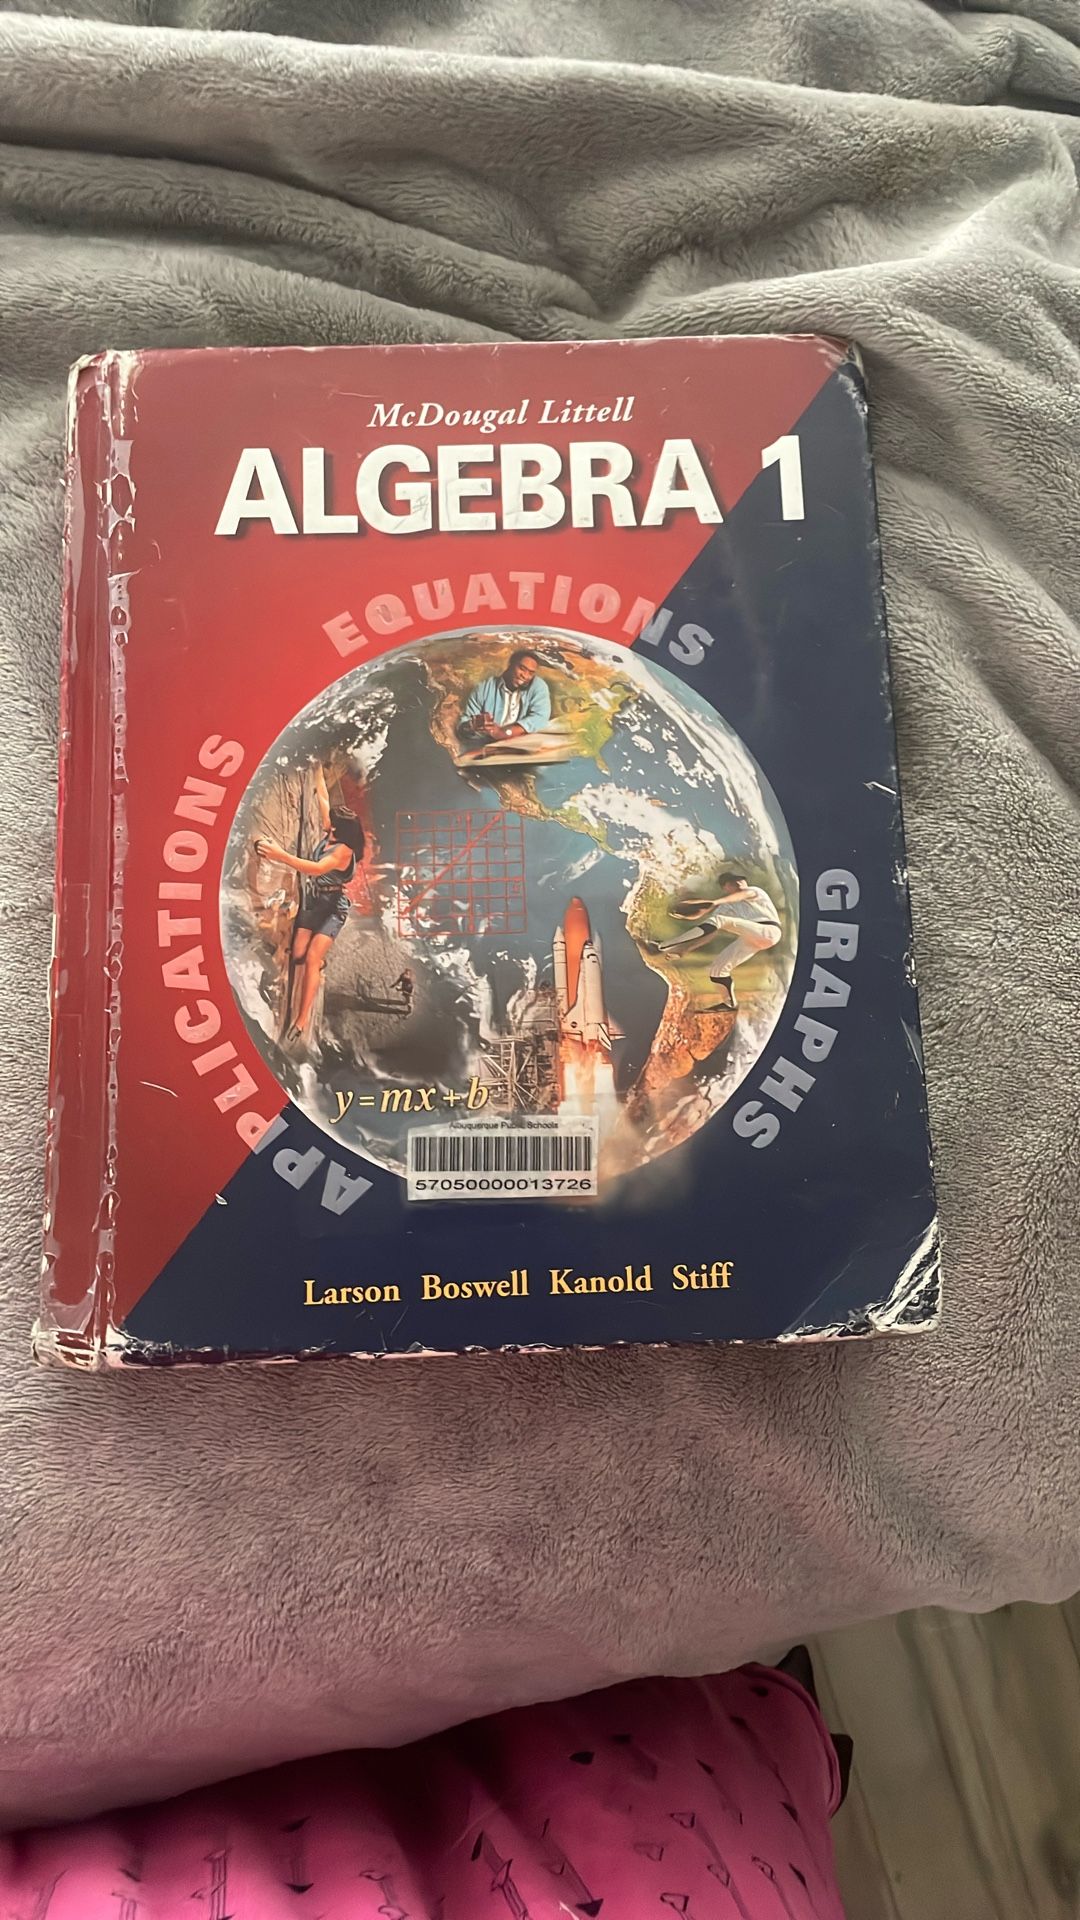 McDougal Littell
ALGEBRA 1
EQUATIONS
APPLICATIONS
GRAPHS
y=mx+b
Albuquerque Public Schools
57050000013726
Larson Boswell Kanold Stiff